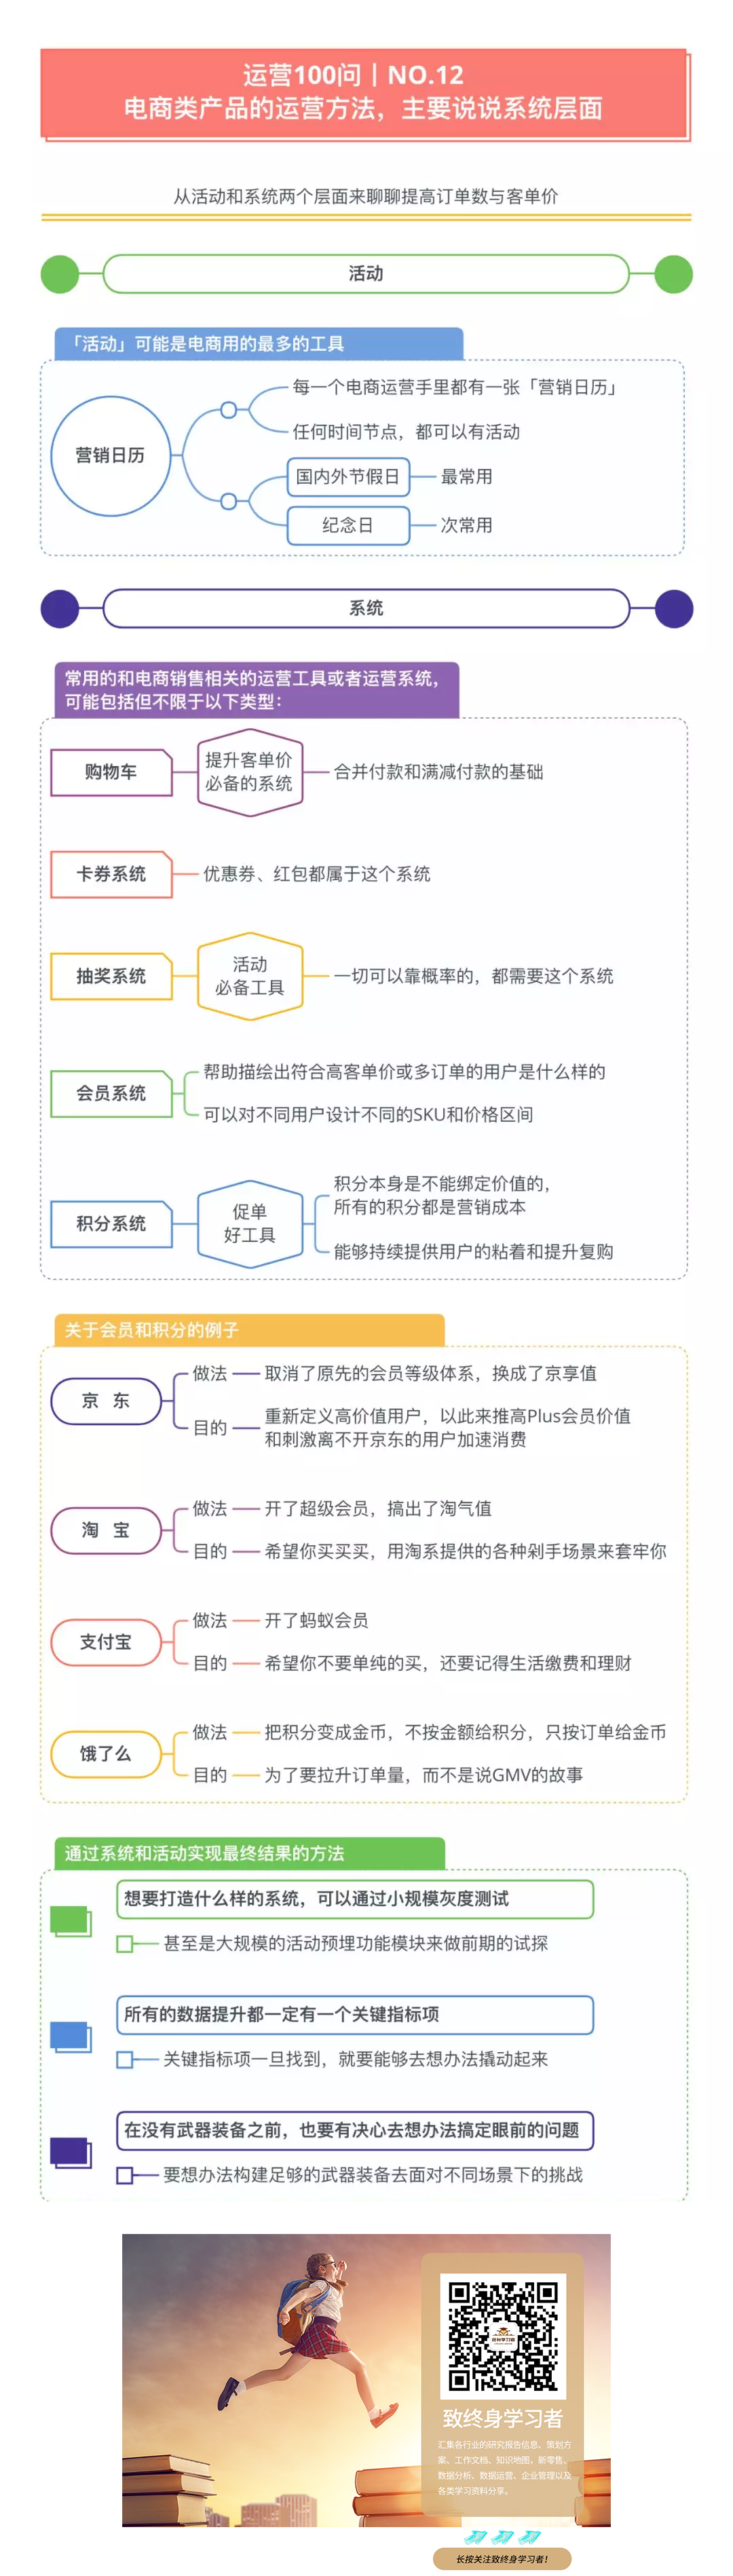 运营100问丨NO.12
电商类产品的运营方法，主要说说系统层面
从活动和系统两个层面来聊聊提高订单数与客单价
活动
「活动」可能是电商用的最多的工具
营销日历
每一个电商运营手里都有一张「营销日历」
任何时间节点，都可以有活动
国内外节假日
最常用
纪念日
次常用
系统
常用的和电商销售相关的运营工具或者运营系统，
可能包括但不限于以下类型：
购物车
提升客单价
必备的系统
合并付款和满减付款的基础
卡券系统
优惠券、红包都属于这个系统
抽奖系统
活动
必备工具
一切可以靠概率的，都需要这个系统
会员系统
帮助描绘出符合高客单价或多订单的用户是什么样的
可以对不同用户设计不同的SKU和价格区间
积分系统
促单
好工具
积分本身是不能绑定价值的，
所有的积分都是营销成本
能够持续提供用户的粘着和提升复购
关于会员和积分的例子
京 东
做法
取消了原先的会员等级体系，换成了京享值
目的
重新定义高价值用户，以此来推高Plus会员价值
和刺激离不开京东的用户加速消费
淘 宝
做法
开了超级会员，搞出了淘气值
目的
希望你买买买，用淘系提供的各种剁手场景来套牢你
支付宝
做法
开了蚂蚁会员
目的
希望你不要单纯的买，还要记得生活缴费和理财
饿了么
做法
把积分变成金币，不按金额给积分，只按订单给金币
目的
为了要拉升订单量，而不是说GMV的故事
通过系统和活动实现最终结果的方法
想要打造什么样的系统，可以通过小规模灰度测试
甚至是大规模的活动预埋功能模块来做前期的试探
所有的数据提升都一定有一个关键指标项
关键指标项一旦找到，就要能够去想办法撬动起来
在没有武器装备之前，也要有决心去想办法搞定眼前的问题
要想办法构建足够的武器装备去面对不同场景下的挑战
致终身学习者
汇集各行业的研究报告信息、策划方
案、工作文档、知识地图，新零售、
数据分析、数据运营、企业管理以及
各类学习资料分享。
长按关注致终身学习者！